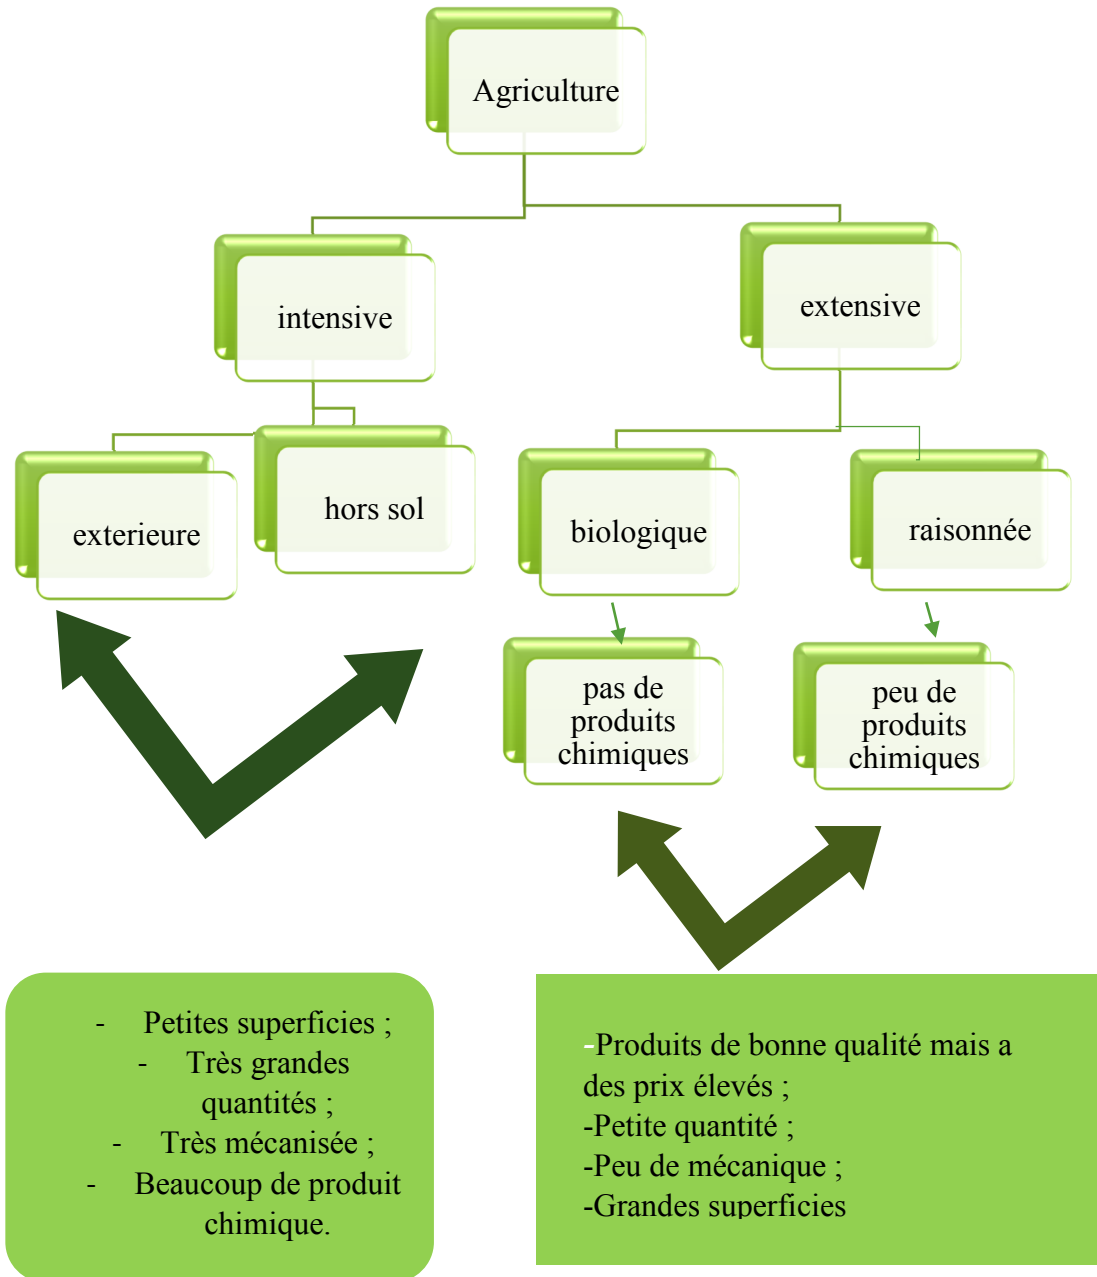 Agriculture
intensive
extensive
exterieure
hors sol
biologique
raisonnée
pas de
produits
chimiques
peu de
produits
chimiques
- Petites superficies ;
- Très grandes
quantités ;
- Très mécanisée ;
- Beaucoup de produit
chimique.
-Produits de bonne qualité mais a
des prix élevés ;
-Petite quantité ;
-Peu de mécanique ;
-Grandes superficies